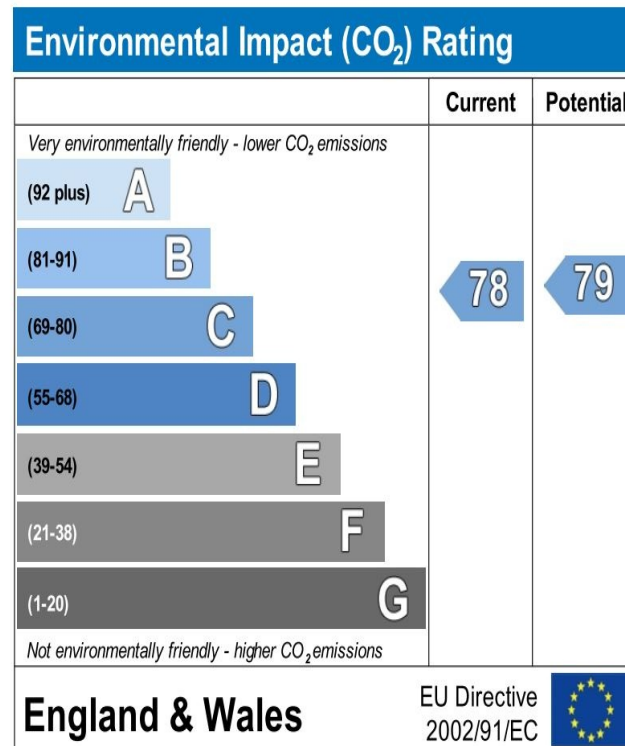 Environmental Impact (CO₂) Rating
Current Potential
Very environmentally friendly - lower CO₂ emissions
(92 plus) A
(81-91) B
78 79
(69-80) C
(55-68) D
(39-54) E
(21-38) F
(1-20) G
Not environmentally friendly - higher CO₂ emissions
England & Wales
EU Directive
2002/91/EC